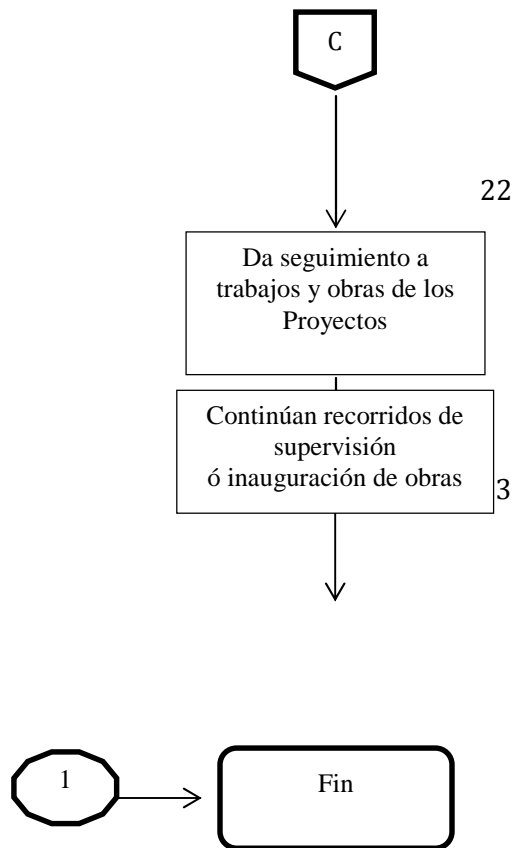 C
22
Da seguimiento a
trabajos y obras de los
Proyectos
Continúan recorridos de
supervisión
ó inauguración de obras
3
1
Fin